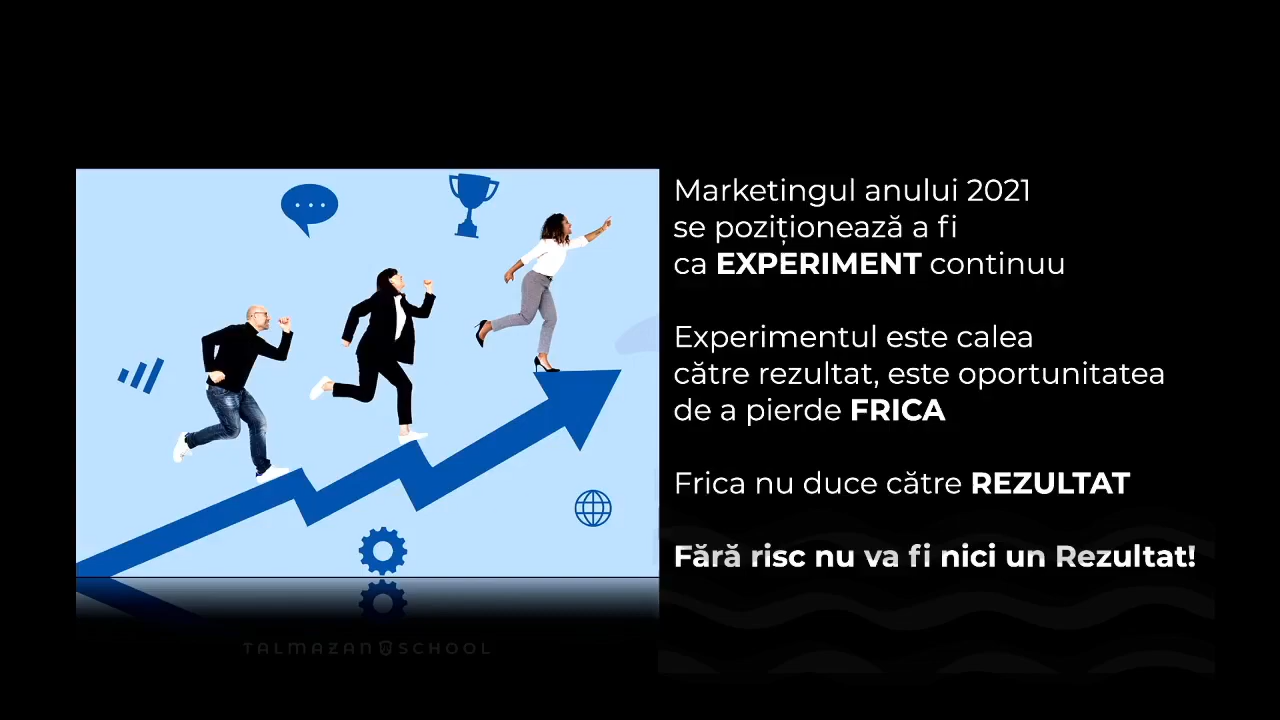 Marketingul anului 2021
se poziționează a fi
ca EXPERIMENT continuu
Experimentul este calea
către rezultat, este oportunitatea
de a pierde FRICA
Frica nu duce către REZULTAT
Fără risc nu va fi nici un Rezultat!
TALMAZAN SCHOOL